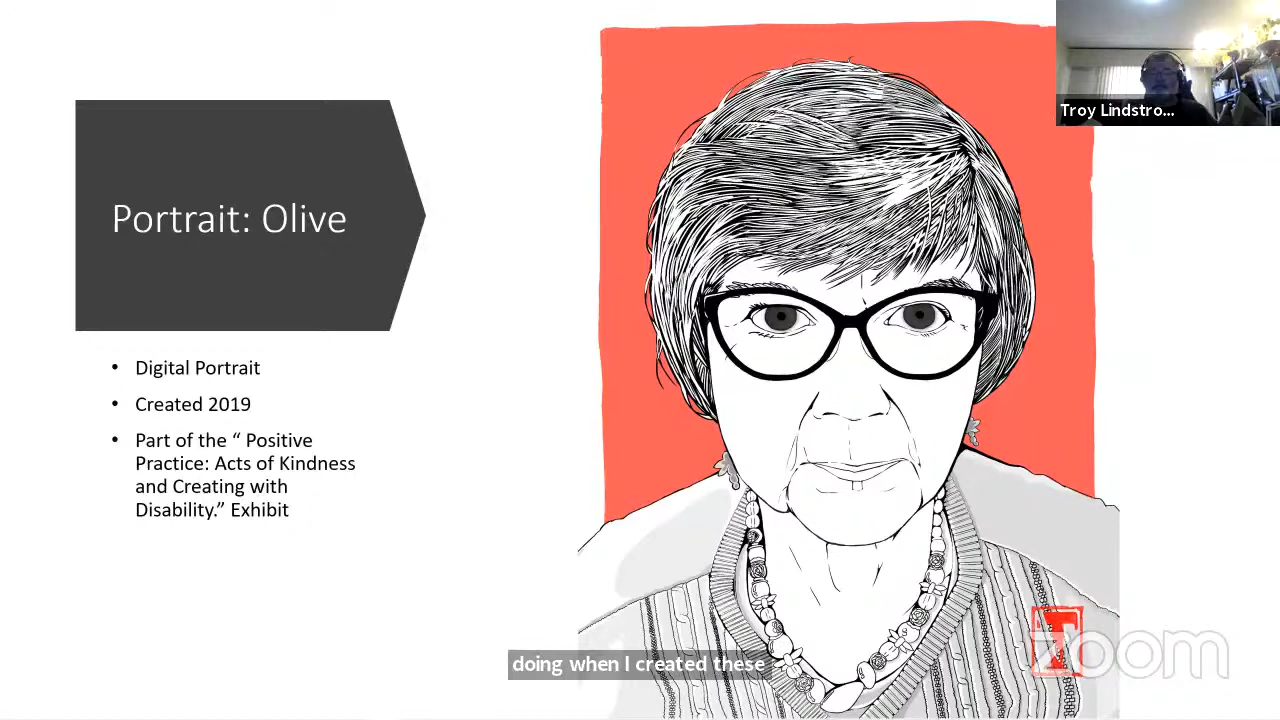 Troy Lindstro...
Portrait: Olive
• Digital Portrait
• Created 2019
• Part of the “ Positive
Practice: Acts of Kindness
and Creating with
Disability.” Exhibit
doing when I created these
T
zoom